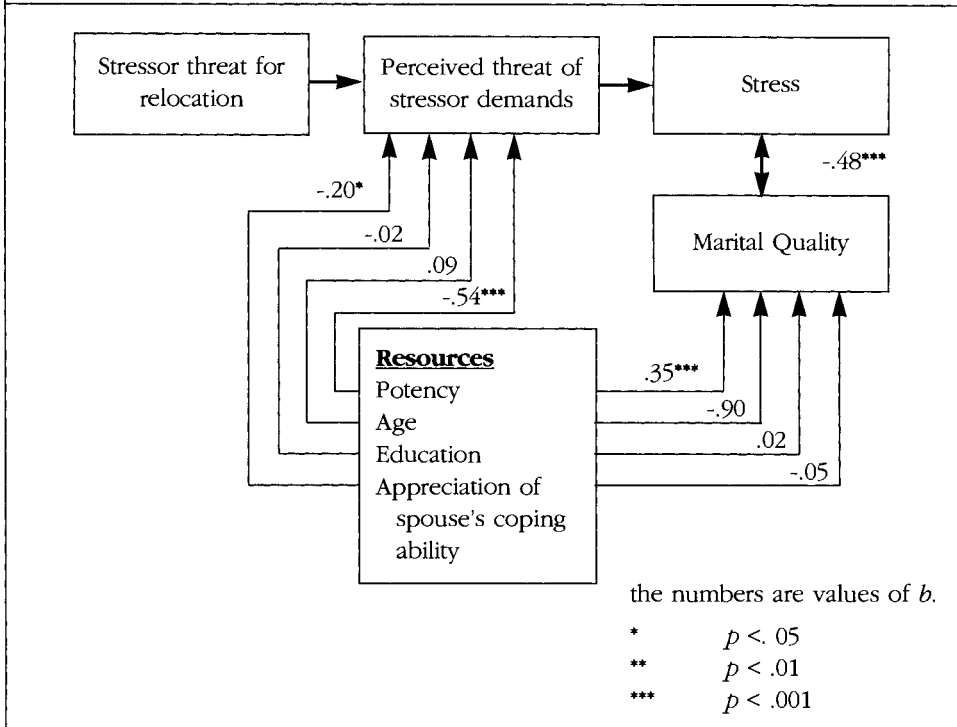 Stressor threat for
relocation
Perceived threat of
stressor demands
Stress
-.48***
Marital Quality
-.20*
-.02
.09
-.54***
Resources
Potency
Age
Education
Appreciation of
spouse's coping
ability
.35***
-.90
.02
-.05
the numbers are values of b.
* p <. 05
** p < .01
*** p < .001